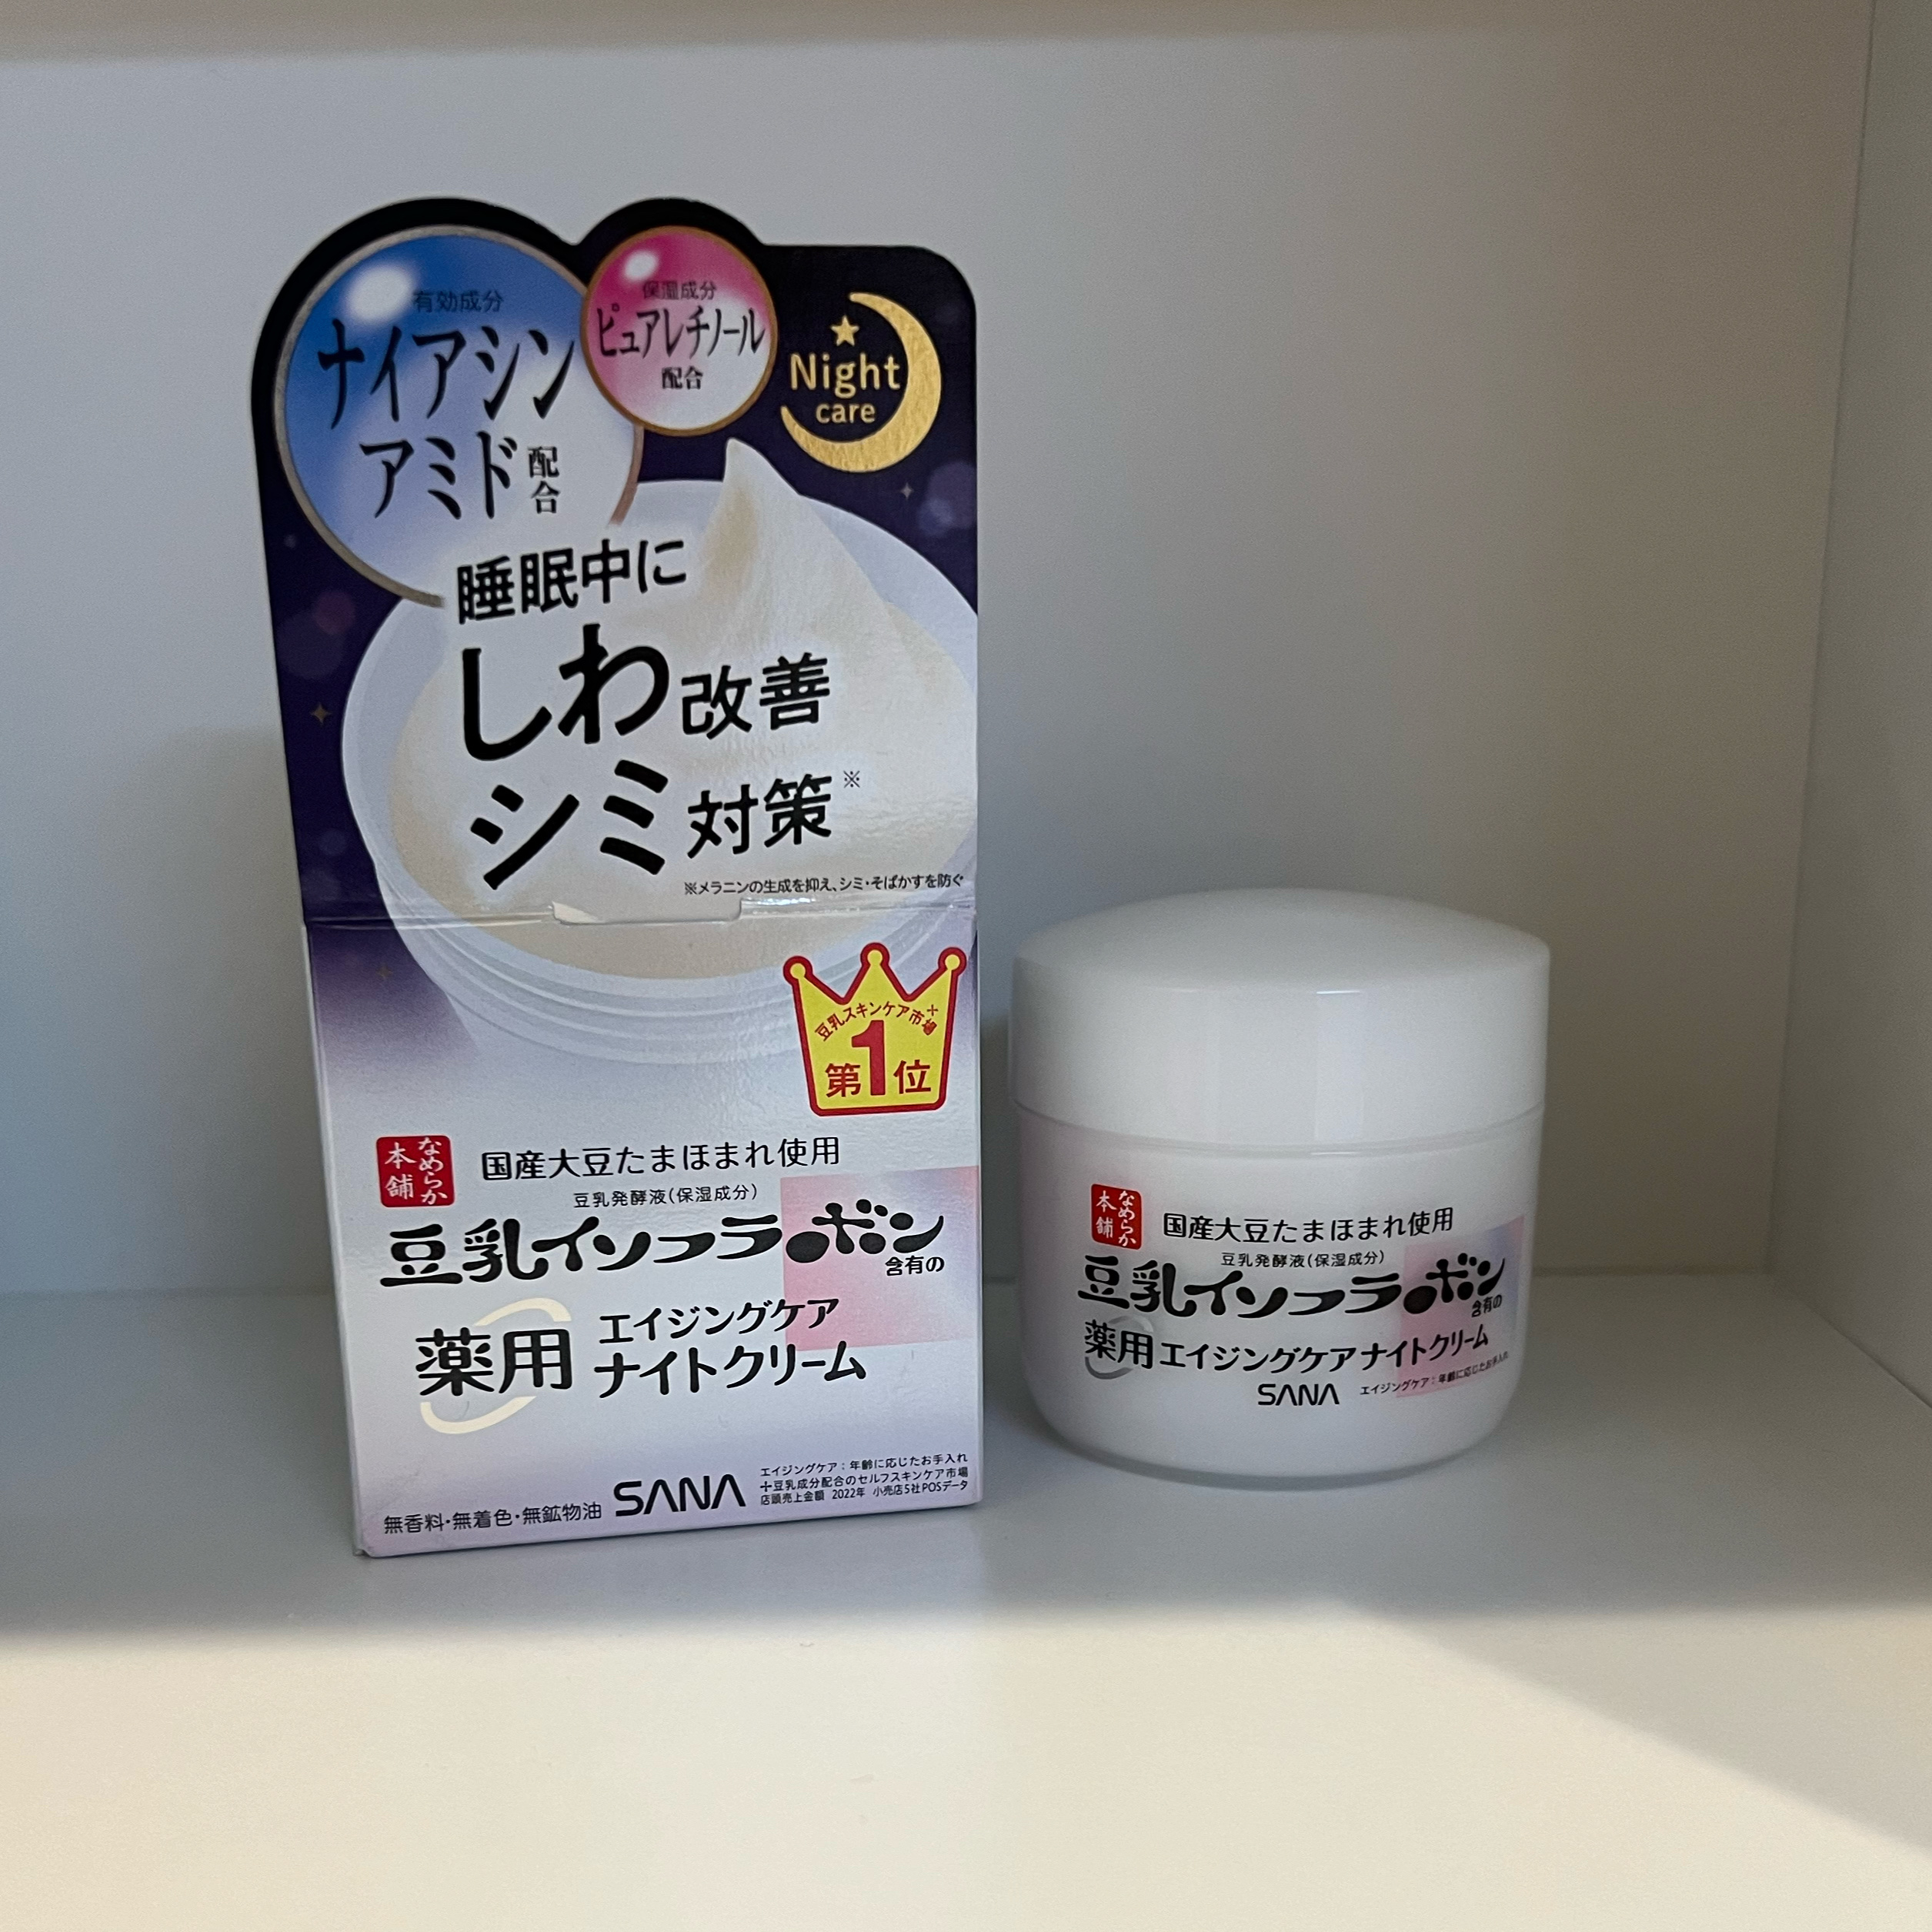 有効成分
ナイアシン
アミド配合
保湿成分
ピュアレチノール
配合
Night
care
睡眠中に
しわ改善
シミ対策※
※メラニンの生成を抑え、シミ・そばかすを防ぐ
豆乳スキンケア市場※
第1位
なめらか本舗
国産大豆たまほまれ使用
豆乳発酵液(保湿成分)
豆乳イソフラボン
含有の
薬用
エイジングケア
ナイトクリーム
無香料・無着色・無鉱物油
SANA
エイジングケア:年齢に応じたお手入れ
豆乳成分配合のセルフスキンケア市場
店頭売上金額 2022年 小売店5社POSデータ
なめらか本舗
国産大豆たまほまれ使用
豆乳発酵液(保湿成分)
豆乳イソフラボン
含有の
薬用エイジングケアナイトクリーム
SANA
エイジングケア:年齢に応じたお手入れ